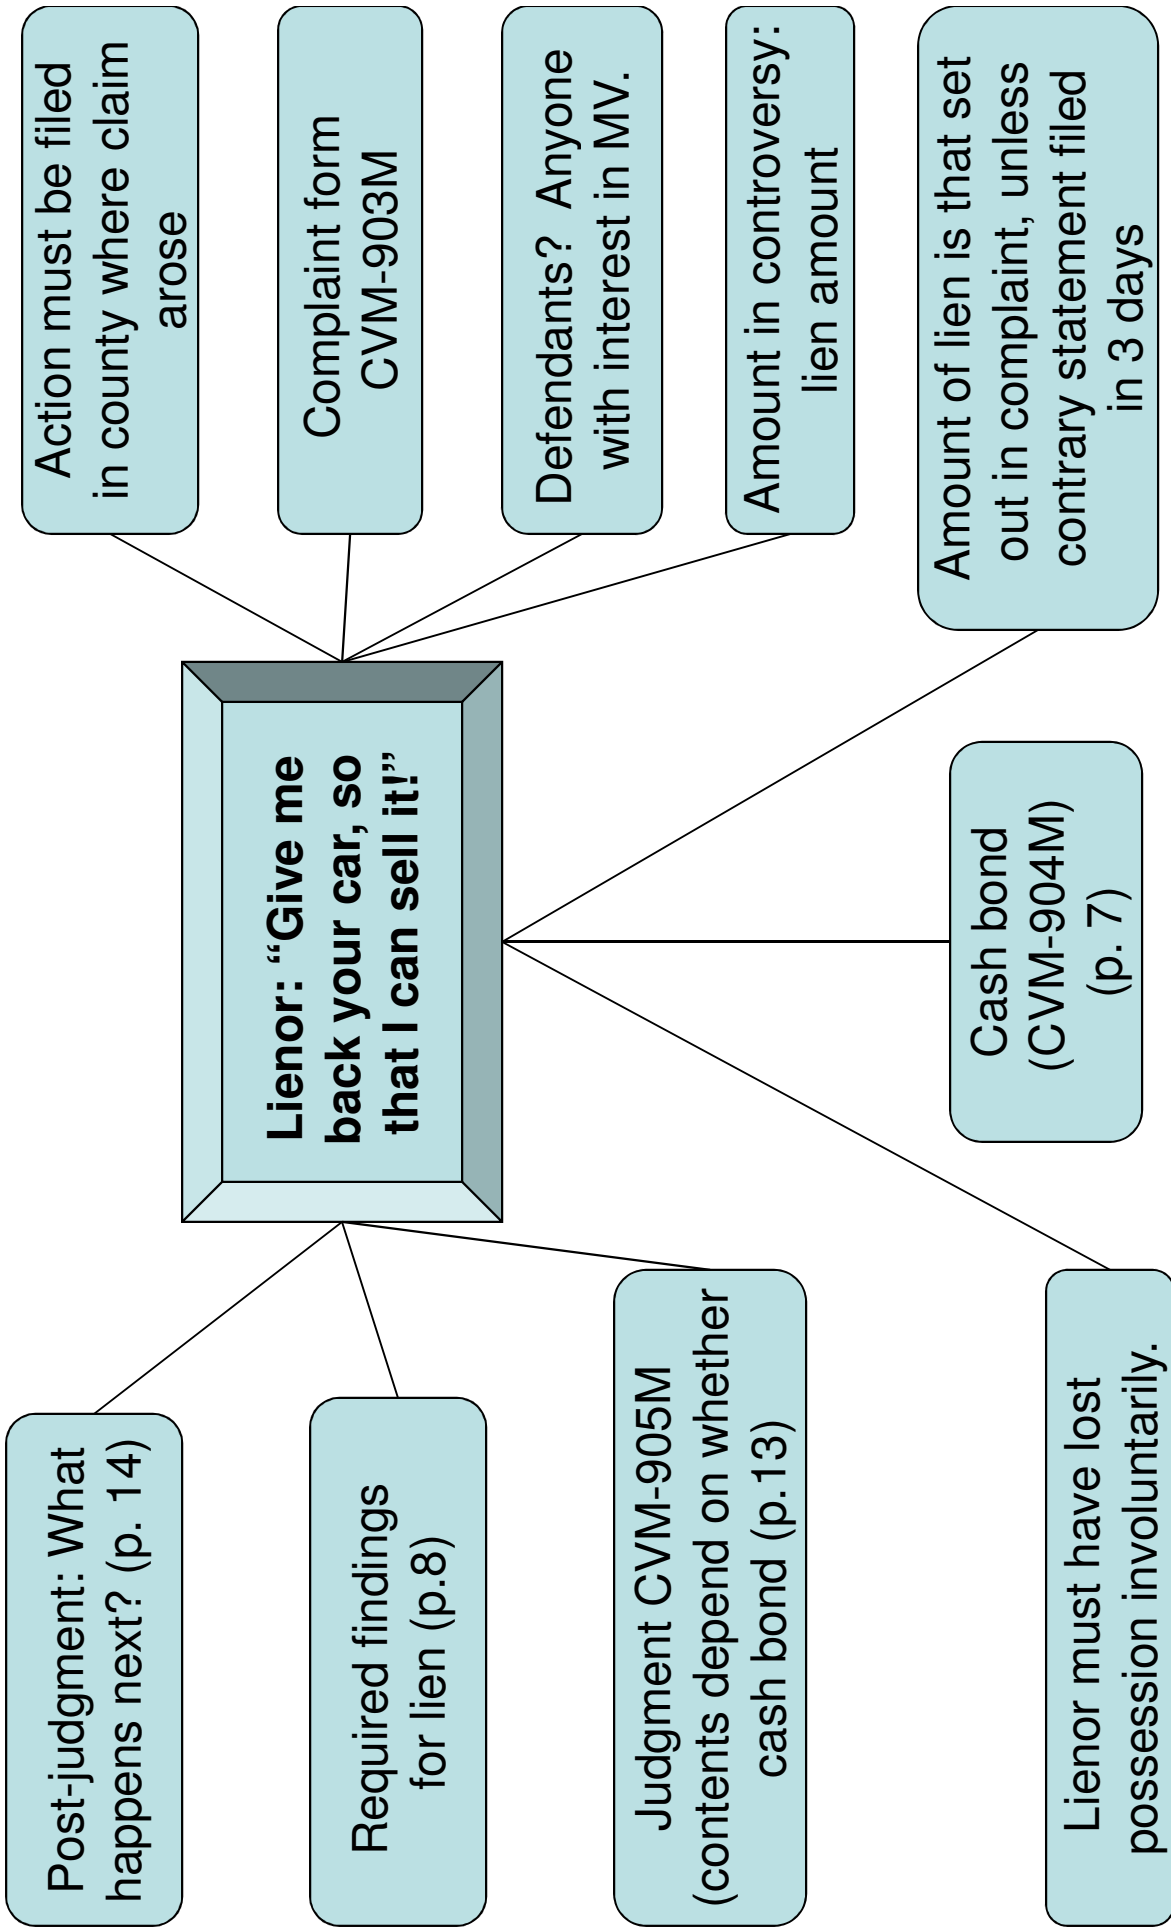 Post-judgment: What
happens next? (p. 14)
Required findings
for lien (p.8)
Judgment CVM-905M
(contents depend on whether
cash bond (p.13)
Lienor must have lost
possession involuntarily.
Lienor: “Give me
back your car, so
that I can sell it!”
Cash bond
(CVM-904M)
(p. 7)
Action must be filed
in county where claim
arose
Complaint form
CVM-903M
Defendants? Anyone
with interest in MV.
Amount in controversy:
lien amount
Amount of lien is that set
out in complaint, unless
contrary statement filed
in 3 days